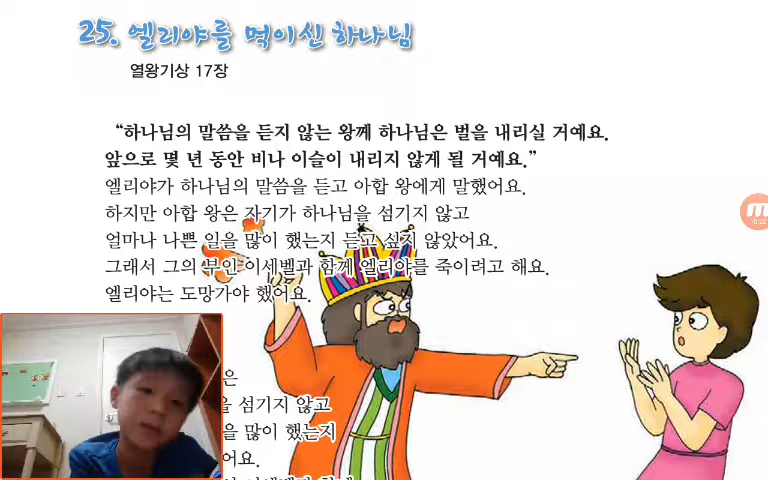 25. 엘리야를 먹이신 하나님
열왕기상 17장
“하나님의 말씀을 듣지 않는 왕께 하나님은 벌을 내리실 거예요.
앞으로 몇 년 동안 비나 이슬이 내리지 않게 될 거예요.”
엘리야가 하나님의 말씀을 듣고 아합 왕에게 말했어요.
하지만 아합 왕은 자기가 하나님을 섬기지 않고
얼마나 나쁜 일을 많이 했는지 듣고 싶지 않았어요.
그래서 그의 부인 이세벨과 함께 엘리야를 죽이려고 해요.
엘리야는 도망가야 했어요.
은
을 섬기지 않고
을 많이 했는지
어요.